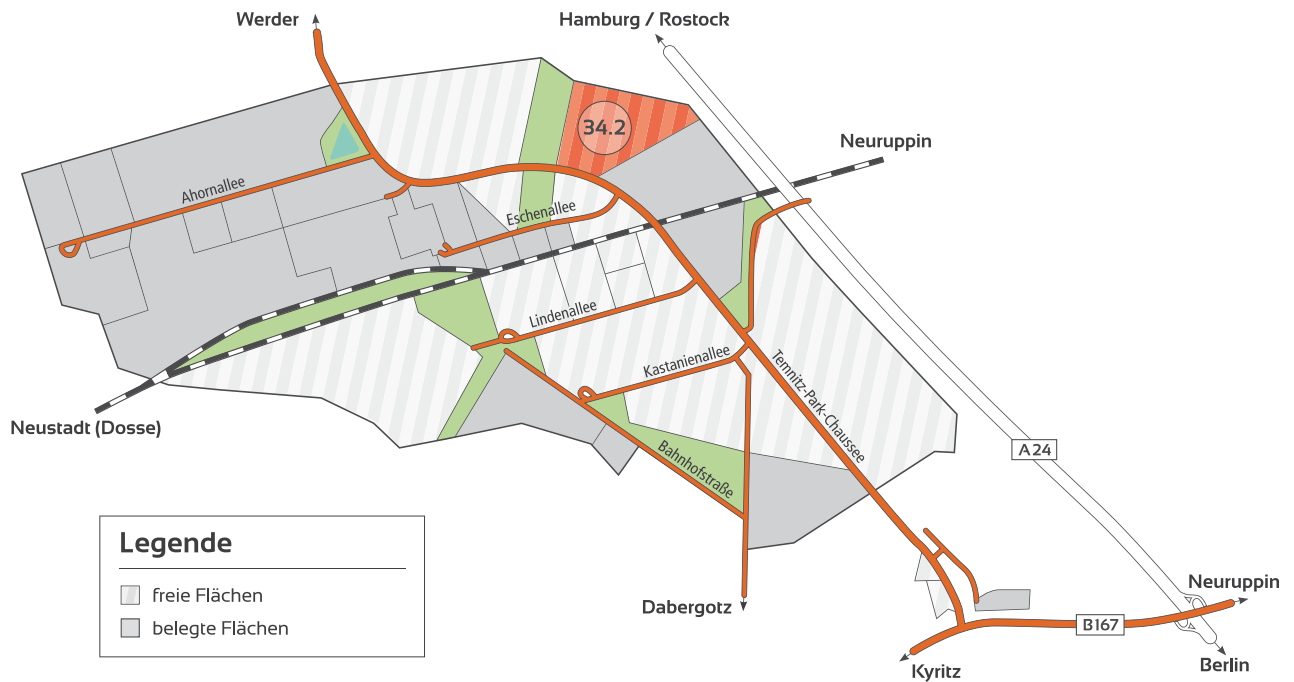 Werder
Hamburg / Rostock
34.2
Neuruppin
Ahornallee
Eschenallee
Lindenallee
Kastanienallee
Temnitz-Park-Chaussee
Neustadt (Dosse)
Bahnhofstraße
A24
Legende
freie Flächen
belegte Flächen
Dabergotz
Neuruppin
B167
Kyritz
Berlin